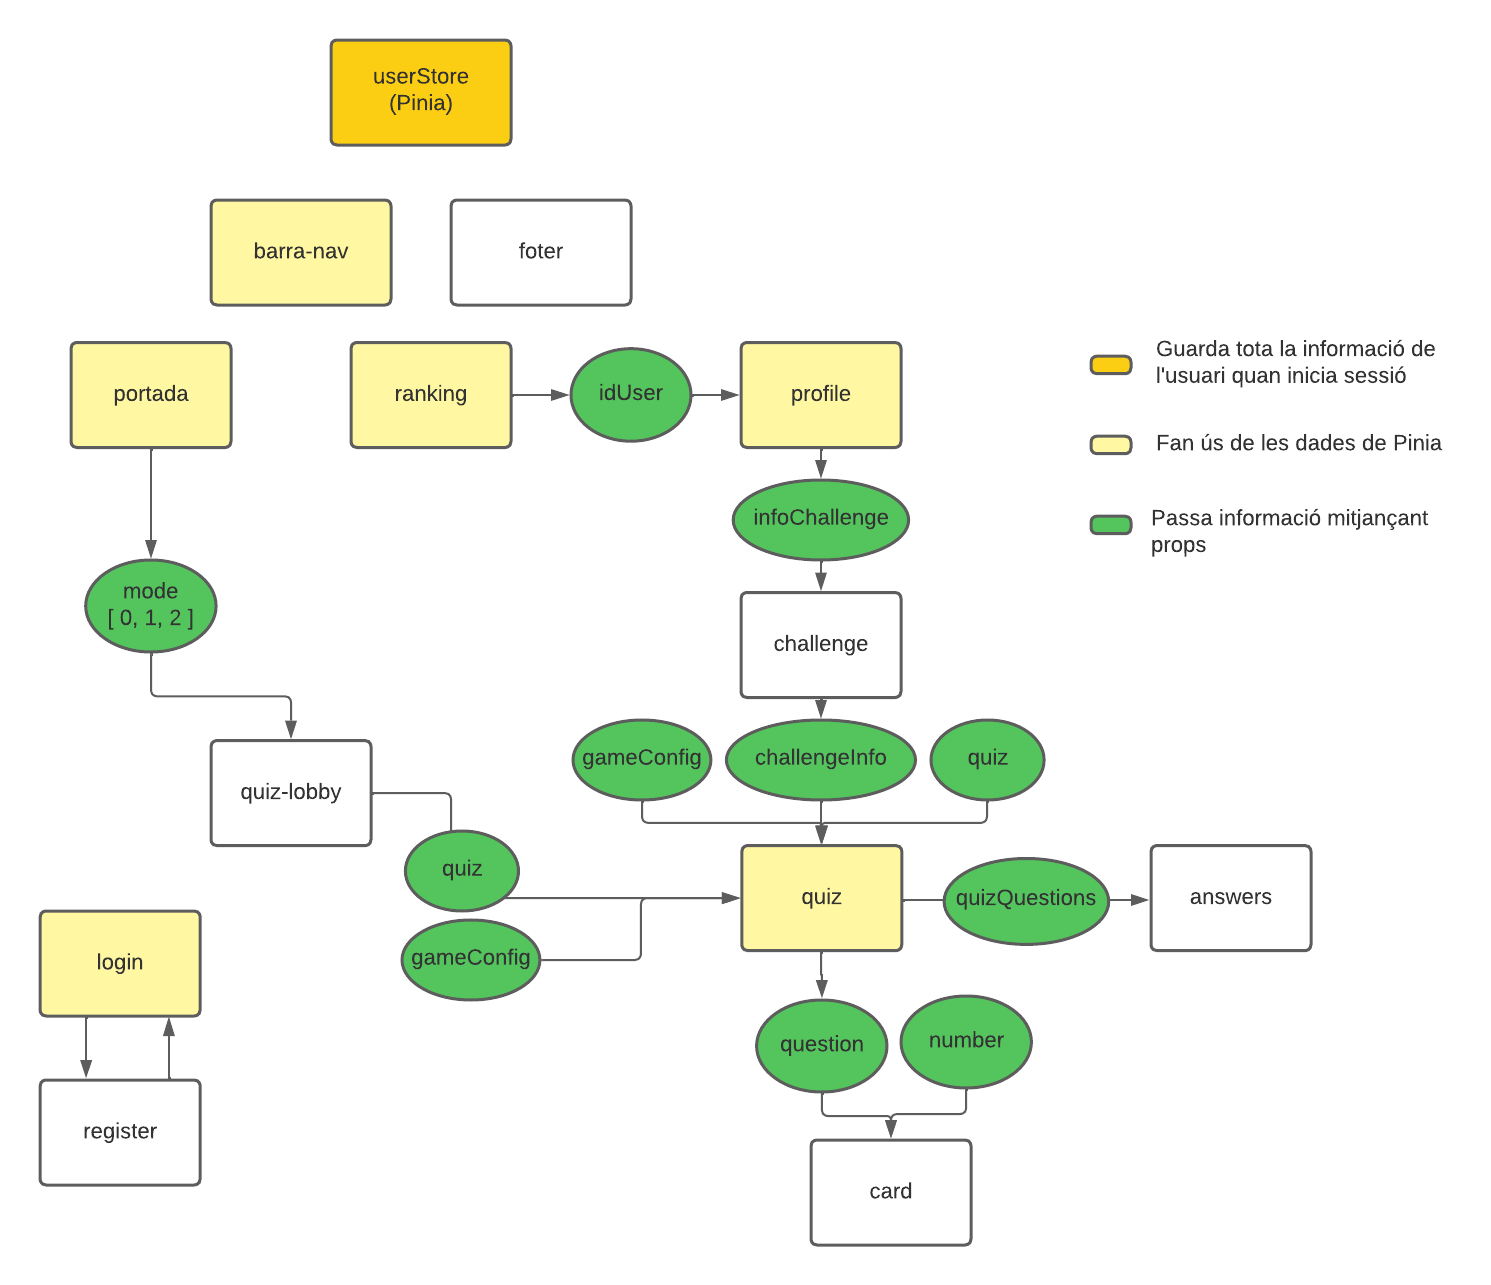 userStore
(Pinia)
barra-nav
foter
portada
ranking
idUser
profile
Guarda tota la informació de
l'usuari quan inicia sessió
Fan ús de les dades de Pinia
Passa informació mitjançant
props
infoChallenge
mode
[ 0, 1, 2 ]
challenge
gameConfig
challengeInfo
quiz
quiz-lobby
quiz
gameConfig
quiz
quizQuestions
answers
login
register
question
number
card